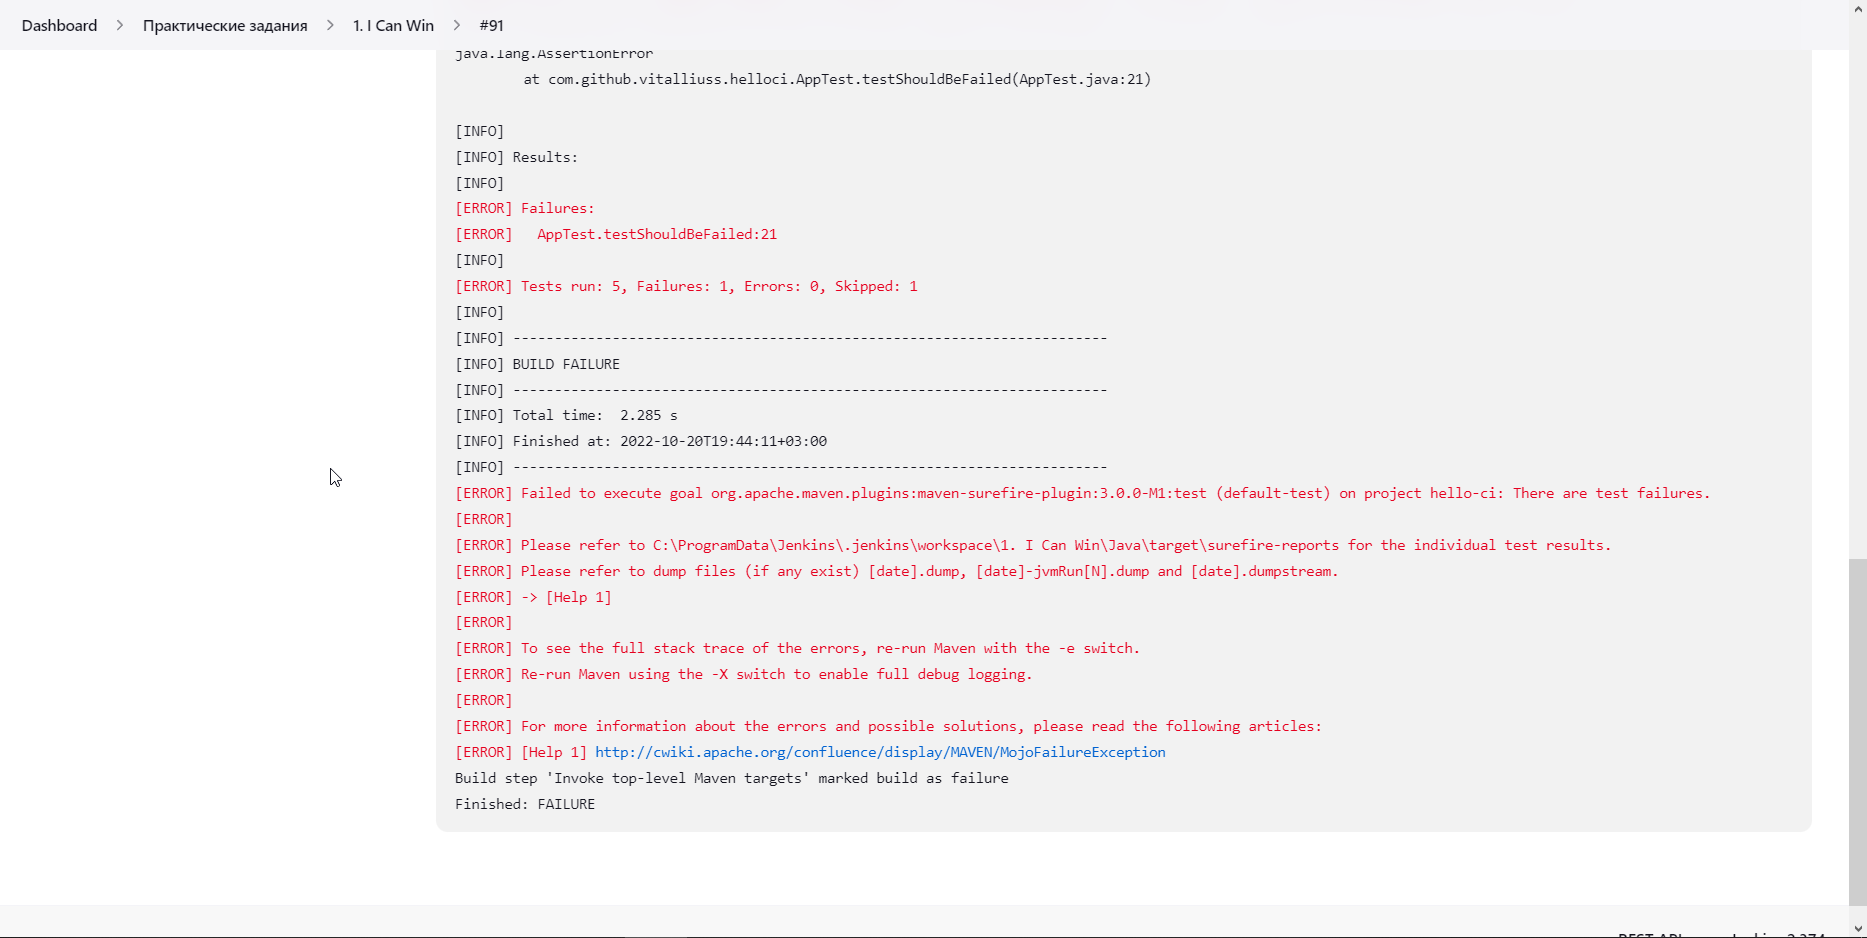 Dashboard > Практические задания > 1. I Can Win > #91
java.lang.AssertionError
at com.github.vitalliuss.helloci.AppTest.testShouldBeFailed(AppTest.java:21)
[INFO]
[INFO] Results:
[INFO]
[ERROR] Failures:
[ERROR]   AppTest.testShouldBeFailed:21
[INFO]
[ERROR] Tests run: 5, Failures: 1, Errors: 0, Skipped: 1
[INFO]
[INFO] ------------------------------------------------------------------------
[INFO] BUILD FAILURE
[INFO] ------------------------------------------------------------------------
[INFO] Total time:  2.285 s
[INFO] Finished at: 2022-10-20T19:44:11+03:00
[INFO] ------------------------------------------------------------------------
[ERROR] Failed to execute goal org.apache.maven.plugins:maven-surefire-plugin:3.0.0-M1:test (default-test) on project hello-ci: There are test failures.
[ERROR]
[ERROR] Please refer to C:\ProgramData\Jenkins\.jenkins\workspace\1. I Can Win\Java\target\surefire-reports for the individual test results.
[ERROR] Please refer to dump files (if any exist) [date].dump, [date]-jvmRun[N].dump and [date].dumpstream.
[ERROR] -> [Help 1]
[ERROR]
[ERROR] To see the full stack trace of the errors, re-run Maven with the -e switch.
[ERROR] Re-run Maven using the -X switch to enable full debug logging.
[ERROR]
[ERROR] For more information about the errors and possible solutions, please read the following articles:
[ERROR] [Help 1] http://cwiki.apache.org/confluence/display/MAVEN/MojoFailureException
Build step 'Invoke top-level Maven targets' marked build as failure
Finished: FAILURE